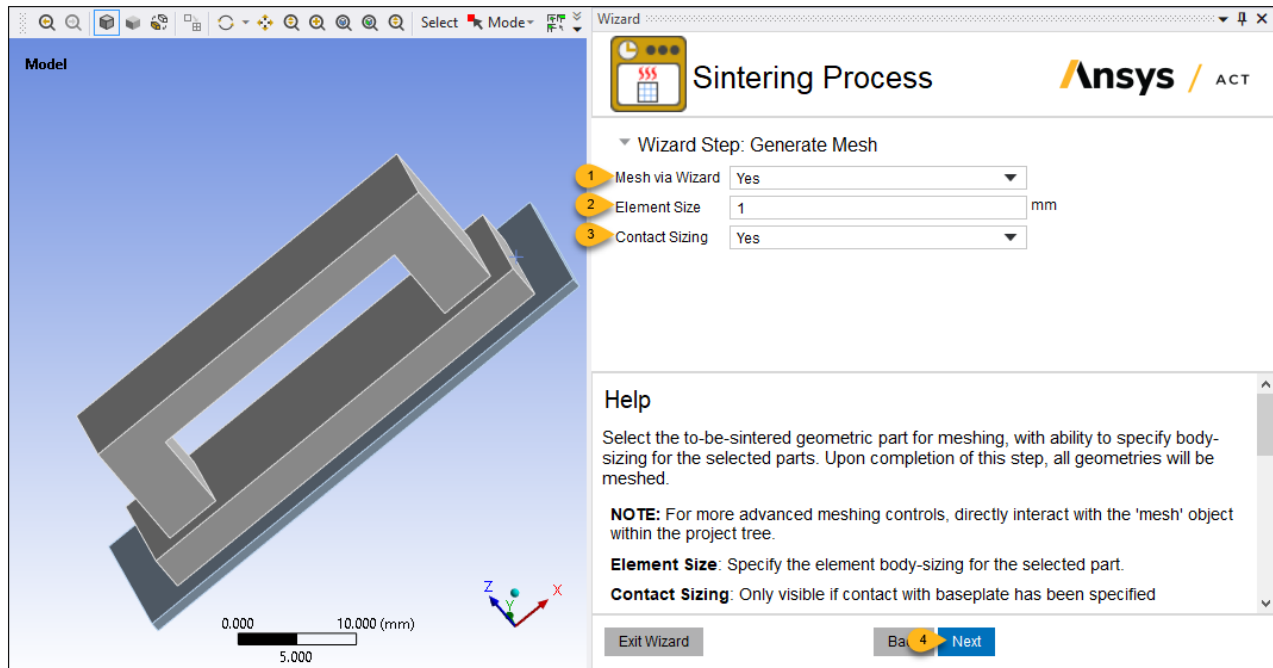 Select Mode
Model
Z
Y
X
0.000 10.000 (mm)
5.000
Wizard
Sintering Process
Ansys / ACT
Wizard Step: Generate Mesh
1 Mesh via Wizard Yes
2 Element Size 1 mm
3 Contact Sizing Yes
Help
Select the to-be-sintered geometric part for meshing, with ability to specify body-
sizing for the selected parts. Upon completion of this step, all geometries will be
meshed.
NOTE: For more advanced meshing controls, directly interact with the 'mesh' object
within the project tree.
Element Size: Specify the element body-sizing for the selected part.
Contact Sizing: Only visible if contact with baseplate has been specified
Exit Wizard Ba 4 Next